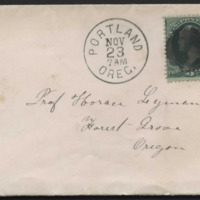 PORTLAND
NOV
23
7AM
OREG.
Prof Horace Lyman
Forest-Grove
Oregon